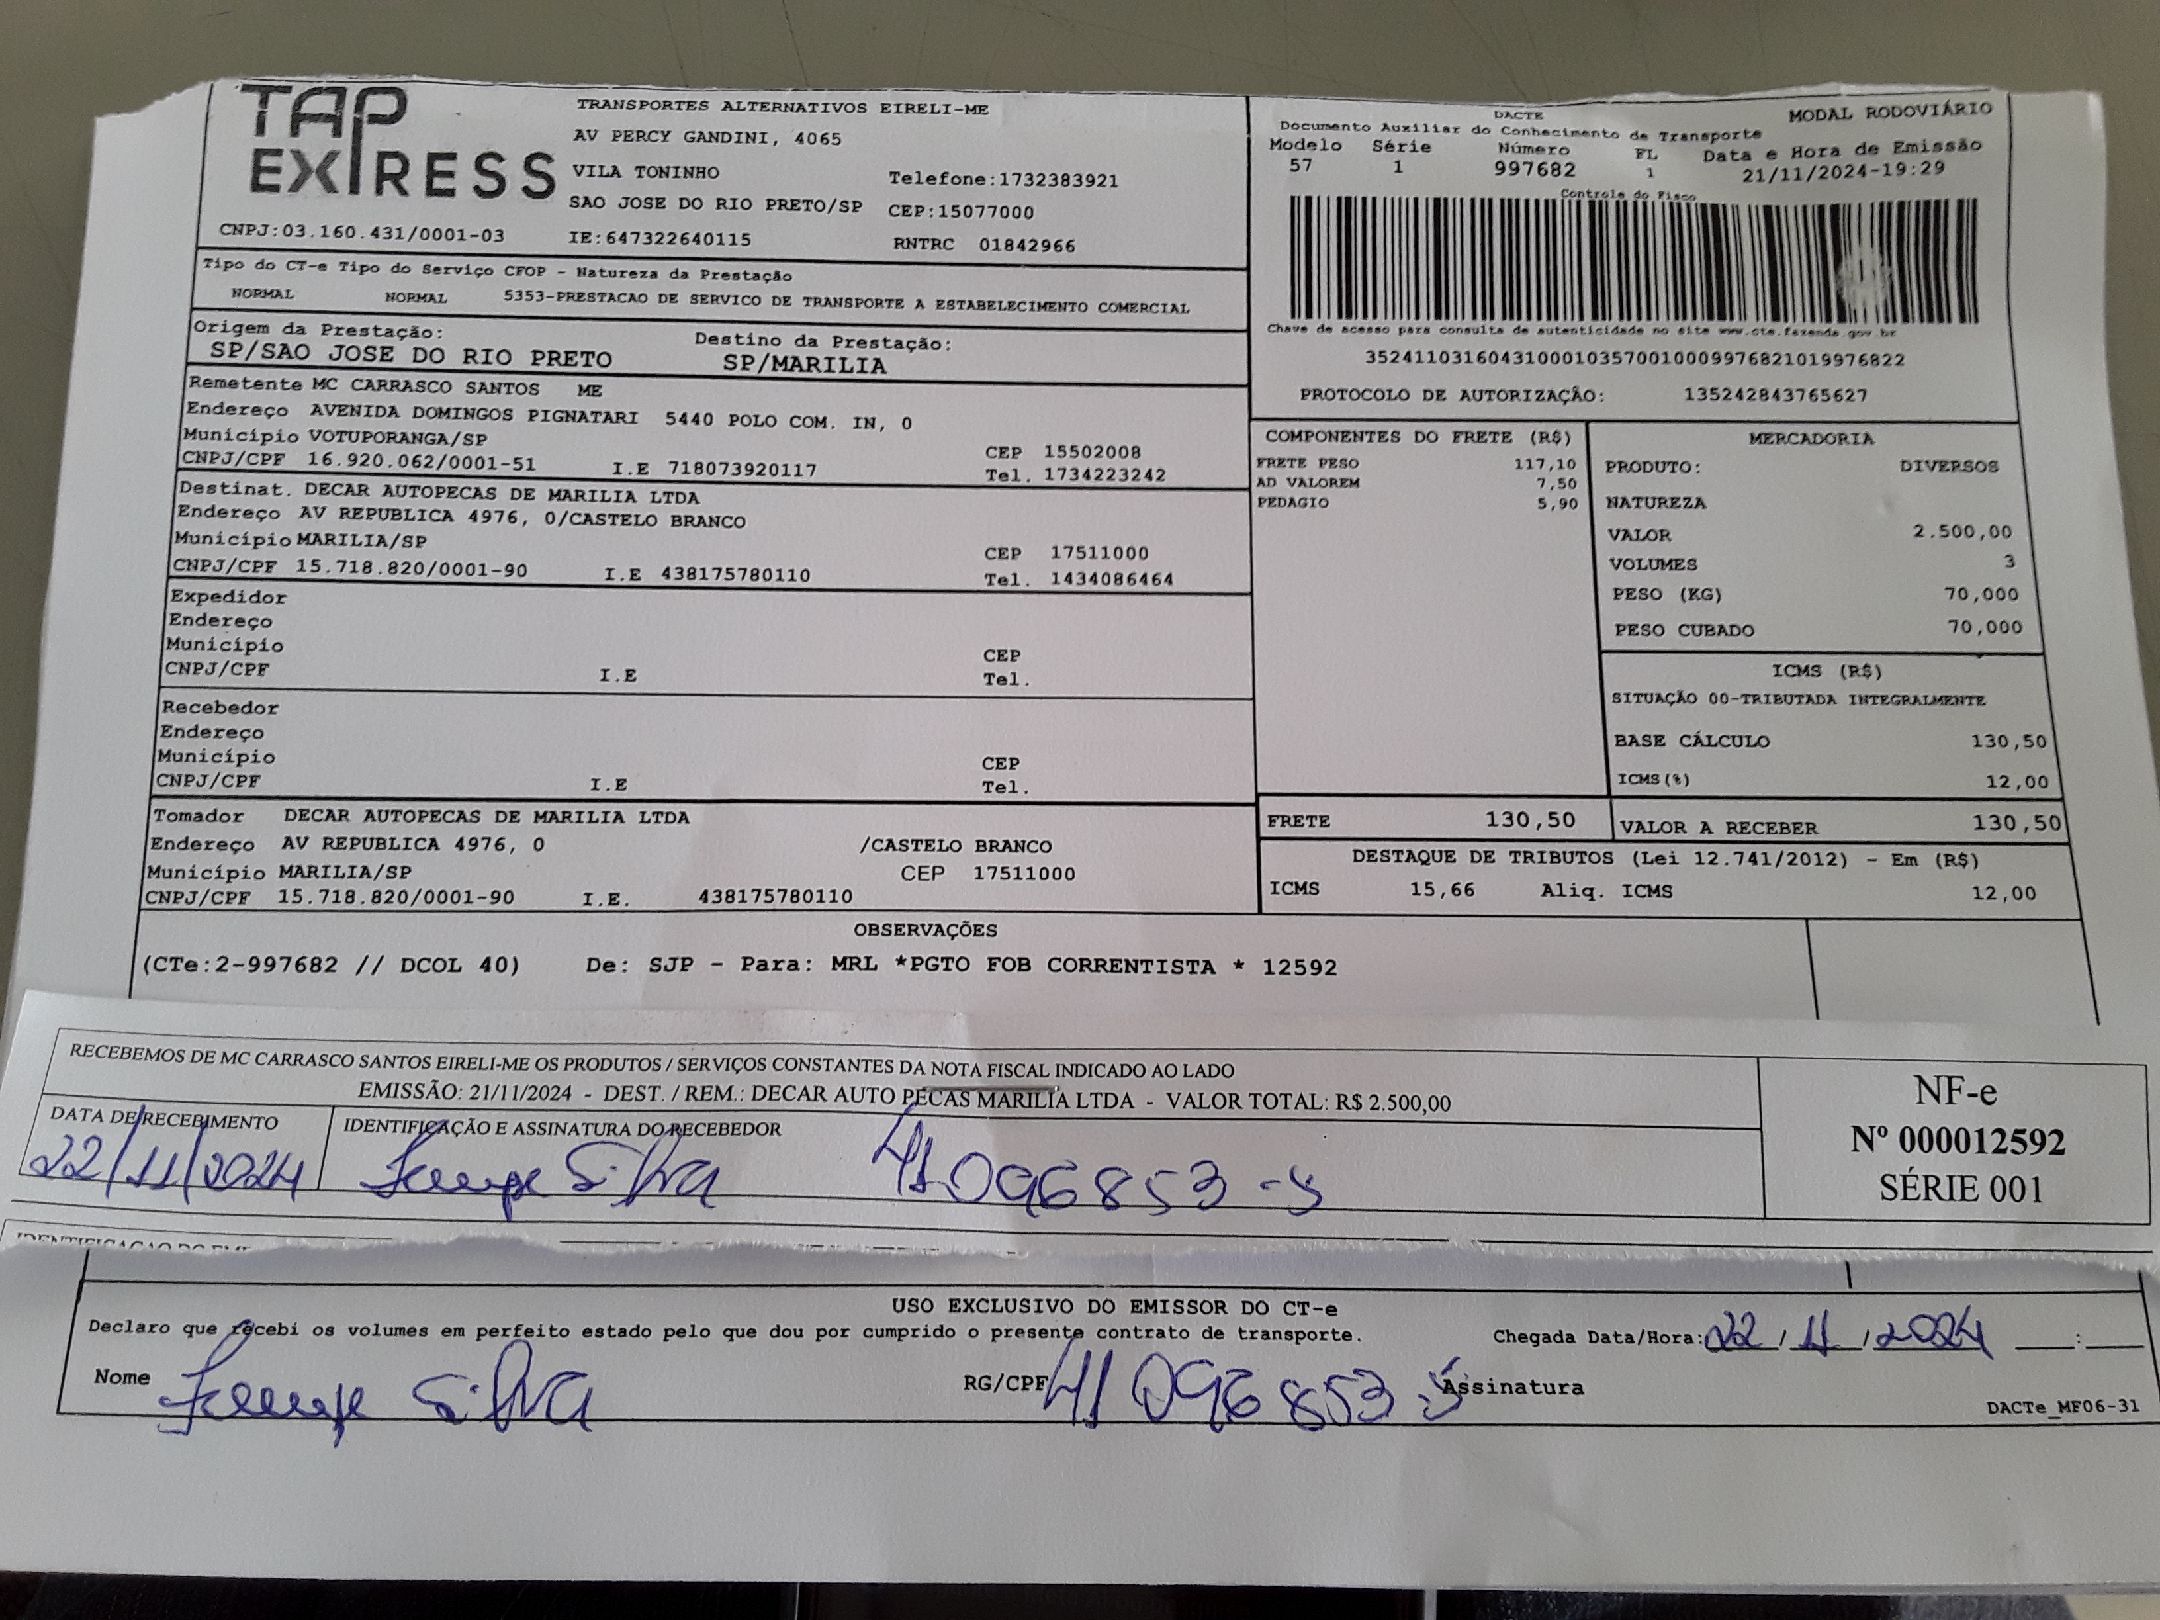 TAP EXPRESS
TRANSPORTES ALTERNATIVOS EIRELI-ME
AV PERCY GANDINI, 4065
VILA TONINHO Telefone:1732383921
SAO JOSE DO RIO PRETO/SP CEP:15077000
CNPJ:03.160.431/0001-03 IE:647322640115 RNTRC 01842966
DACTE MODAL RODOVIÁRIO
Documento Auxiliar do Conhecimento de Transporte
Modelo Série Número FL Data e Hora de Emissão
57 1 997682 1 21/11/2024-19:29
Controle do Fisco
Chave de acesso para consulta de autenticidade no site www.cte.fazenda.gov.br
35241103160431000103570010009976821019976822
PROTOCOLO DE AUTORIZAÇÂO: 135242843765627
Tipo do CT-e Tipo do Serviço CFOP - Natureza da Prestação
NORMAL NORMAL 5353-PRESTACAO DE SERVICO DE TRANSPORTE A ESTABELECIMENTO COMERCIAL
Origem da Prestação: Destino da Prestação:
SP/SAO JOSE DO RIO PRETO SP/MARILIA
Remetente MC CARRASCO SANTOS ME
Endereço AVENIDA DOMINGOS PIGNATARI 5440 POLO COM. IN, 0
Município VOTUPORANGA/SP CEP 15502008
CNPJ/CPF 16.920.062/0001-51 I.E 718073920117 Tel. 1734223242
Destinat. DECAR AUTOPECAS DE MARILIA LTDA
Endereço AV REPUBLICA 4976, 0/CASTELO BRANCO
Município MARILIA/SP CEP 17511000
CNPJ/CPF 15.718.820/0001-90 I.E 438175780110 Tel. 1434086464
Expedidor
Endereço
Município CEP
CNPJ/CPF I.E Tel.
Recebedor
Endereço
Município CEP
CNPJ/CPF I.E Tel.
Tomador DECAR AUTOPECAS DE MARILIA LTDA
Endereço AV REPUBLICA 4976, 0 /CASTELO BRANCO
Município MARILIA/SP CEP 17511000
CNPJ/CPF 15.718.820/0001-90 I.E. 438175780110
COMPONENTES DO FRETE (R$)
FRETE PESO 117,10
AD VALOREM 7,50
PEDAGIO 5,90
MERCADORIA
PRODUTO: DIVERSOS
NATUREZA
VALOR 2.500,00
VOLUMES 3
PESO (KG) 70,000
PESO CUBADO 70,000
ICMS (R$)
SITUAÇÃO 00-TRIBUTADA INTEGRALMENTE
BASE CÁLCULO 130,50
ICMS(%) 12,00
FRETE 130,50 VALOR A RECEBER 130,50
DESTAQUE DE TRIBUTOS (Lei 12.741/2012) - Em (R$)
ICMS 15,66 Aliq. ICMS 12,00
OBSERVAÇÕES
(CTe:2-997682 // DCOL 40) De: SJP - Para: MRL *PGTO FOB CORRENTISTA * 12592
RECEBEMOS DE MC CARRASCO SANTOS EIRELI-ME OS PRODUTOS / SERVIÇOS CONSTANTES DA NOTA FISCAL INDICADO AO LADO
EMISSÃO: 21/11/2024 - DEST. / REM.: DECAR AUTO PECAS MARILIA LTDA - VALOR TOTAL: R$ 2.500,00
DATA DE RECEBIMENTO IDENTIFICAÇÃO E ASSINATURA DO RECEBEDOR
22/11/2024 Silva 41096853-
NF-e
Nº 000012592
SÉRIE 001
USO EXCLUSIVO DO EMISSOR DO CT-e
Declaro que recebi os volumes em perfeito estado pelo que dou por cumprido o presente contrato de transporte. Chegada Data/Hora: 22/11/2024 :
Nome Silva RG/CPF 41096853 Assinatura
DACTe_MF06-31